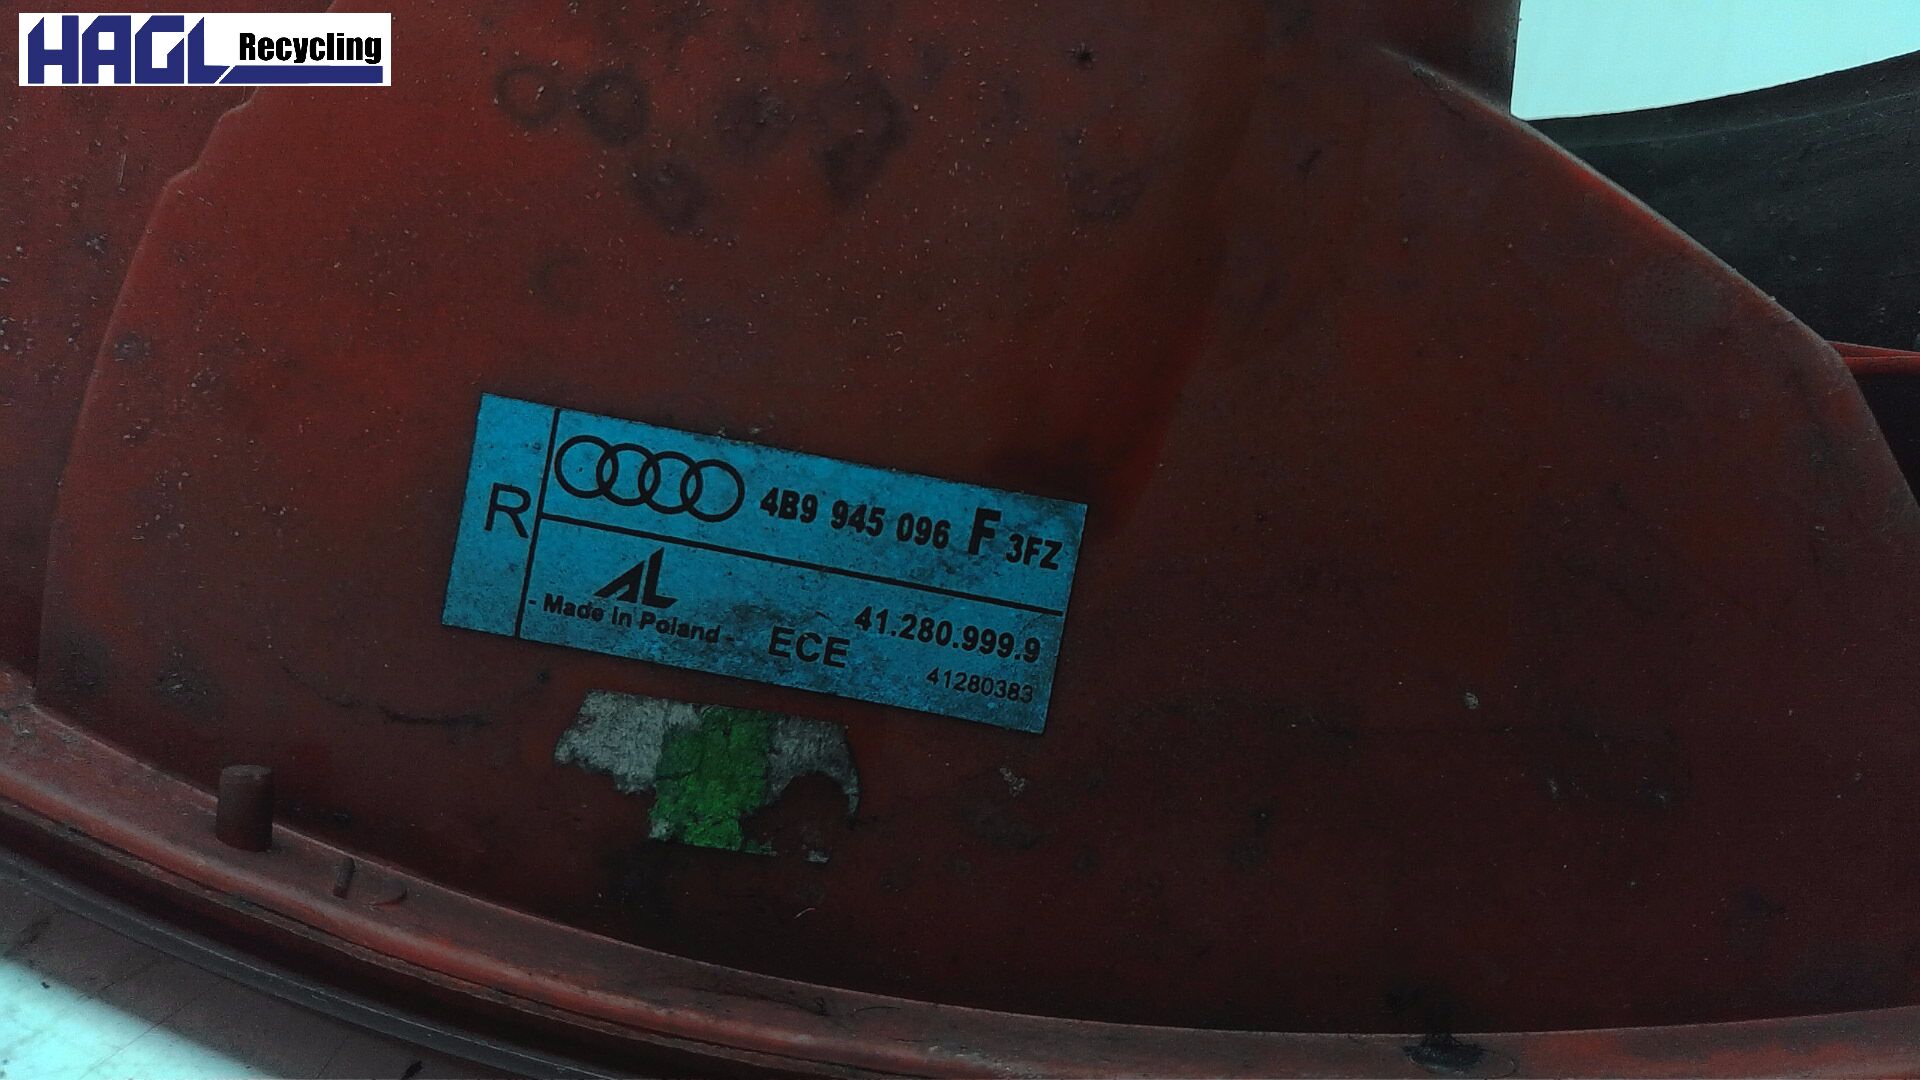 HAGL Recycling
R
4B9 945 096 F 3FZ
AL
41.280.999.9
- Made In Poland -
ECE
41280383